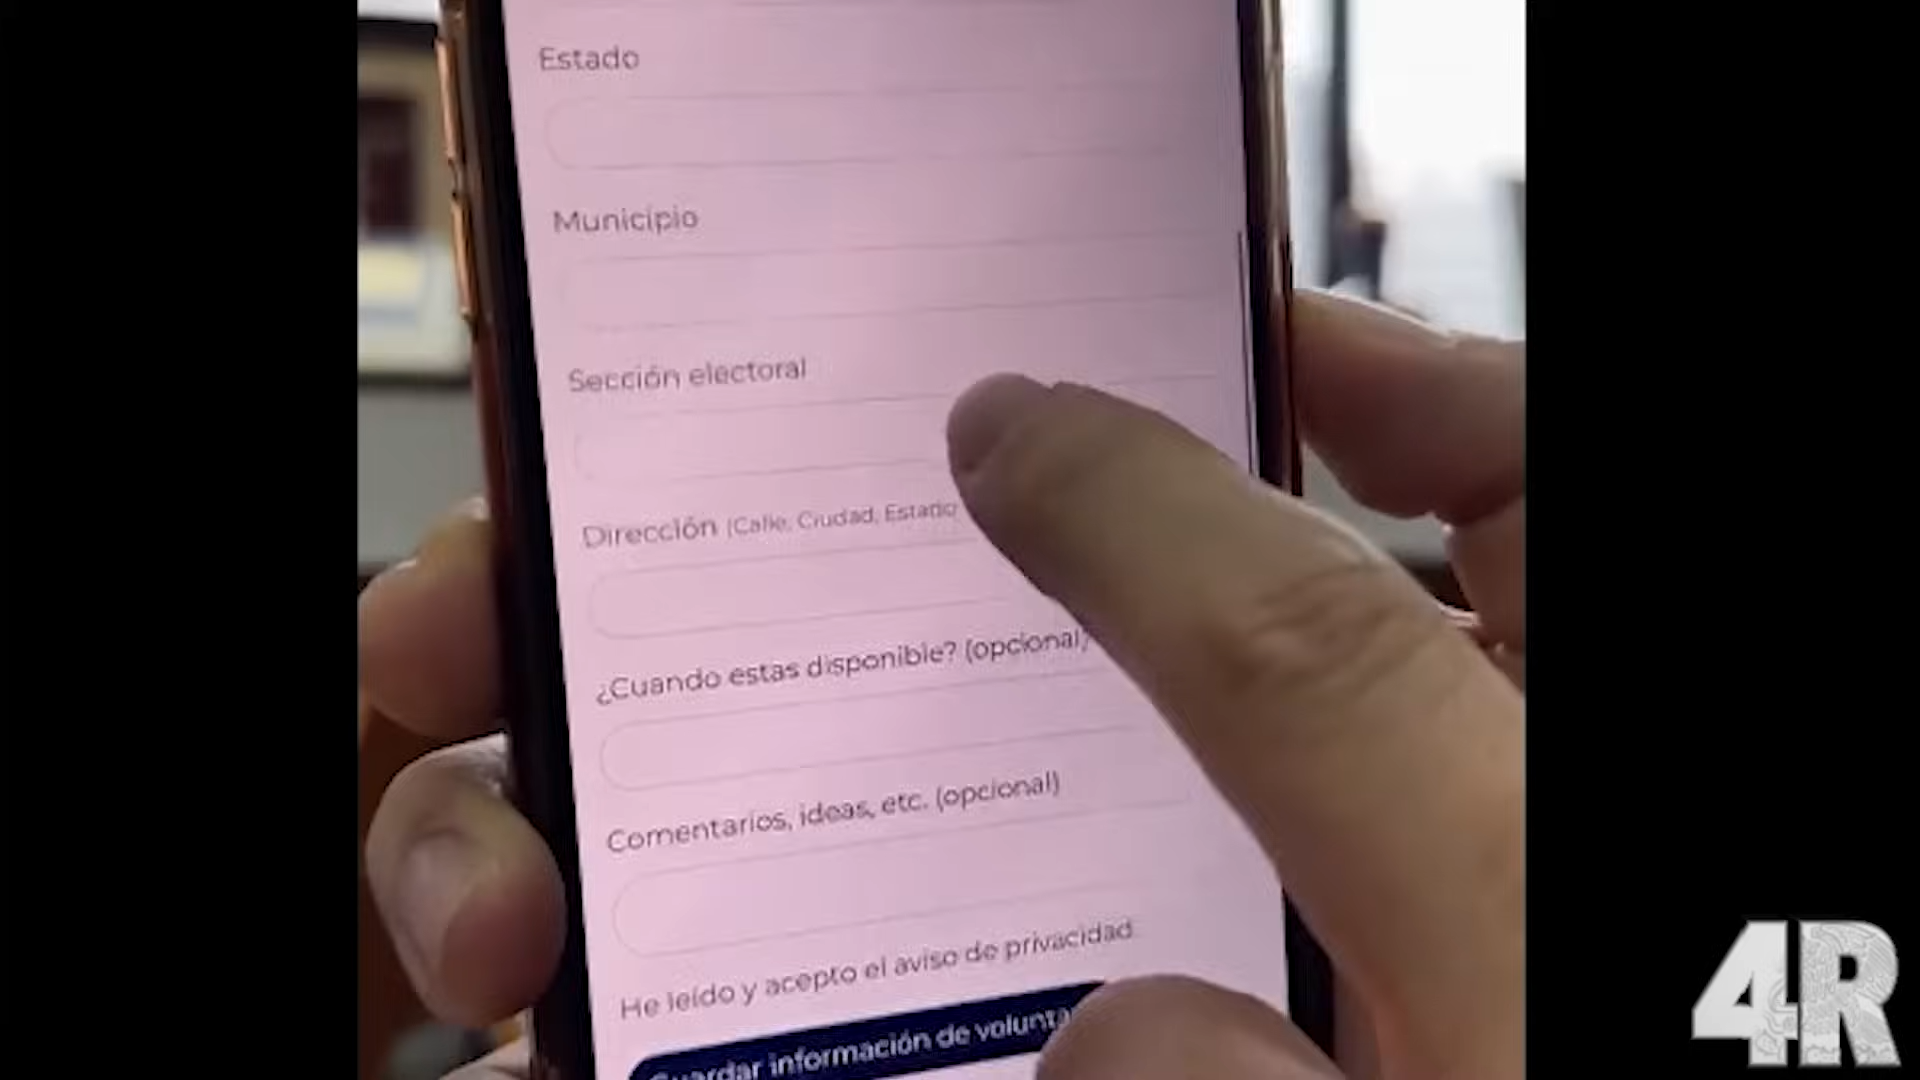 Estado
Municipio
Sección electoral
Dirección (Calle, Ciudad, Estado
¿Cuando estas disponible? (opcional)
Comentarios, ideas, etc. (opcional)
He leído y acepto el aviso de privacidad.
Guardar información de volunta
4R